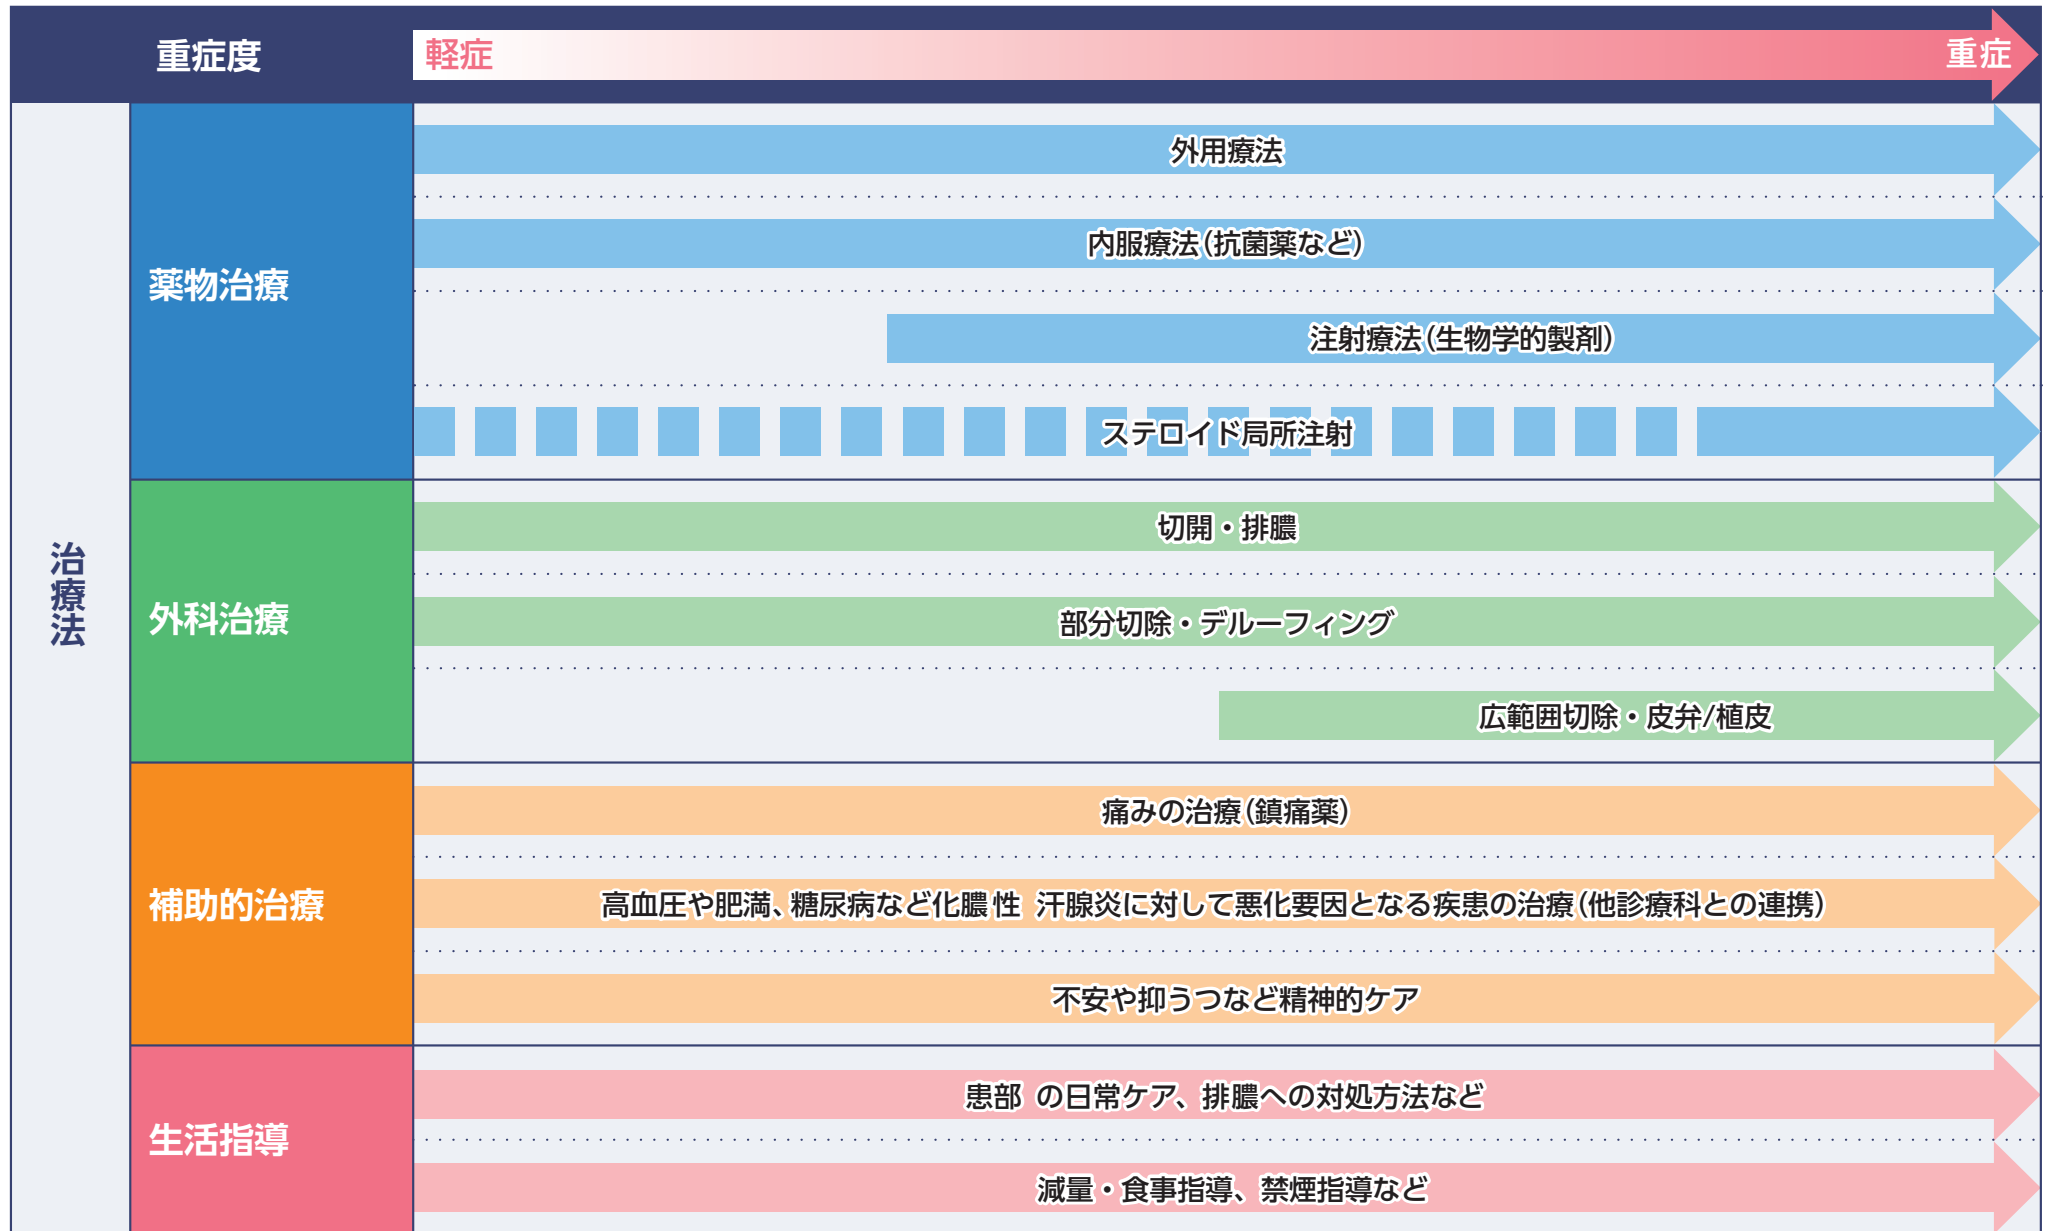 重症度
軽症
重症
治療法
薬物治療
外用療法
内服療法(抗菌薬など)
注射療法(生物学的製剤)
ステロイド局所注射
外科治療
切開・排膿
部分切除・デルーフィング
広範囲切除・皮弁/植皮
補助的治療
痛みの治療(鎮痛薬)
高血圧や肥満、糖尿病など化膿性 汗腺炎に対して悪化要因となる疾患の治療(他診療科との連携)
不安や抑うつなど精神的ケア
生活指導
患部 の日常ケア、排膿への対処方法など
減量・食事指導、禁煙指導など